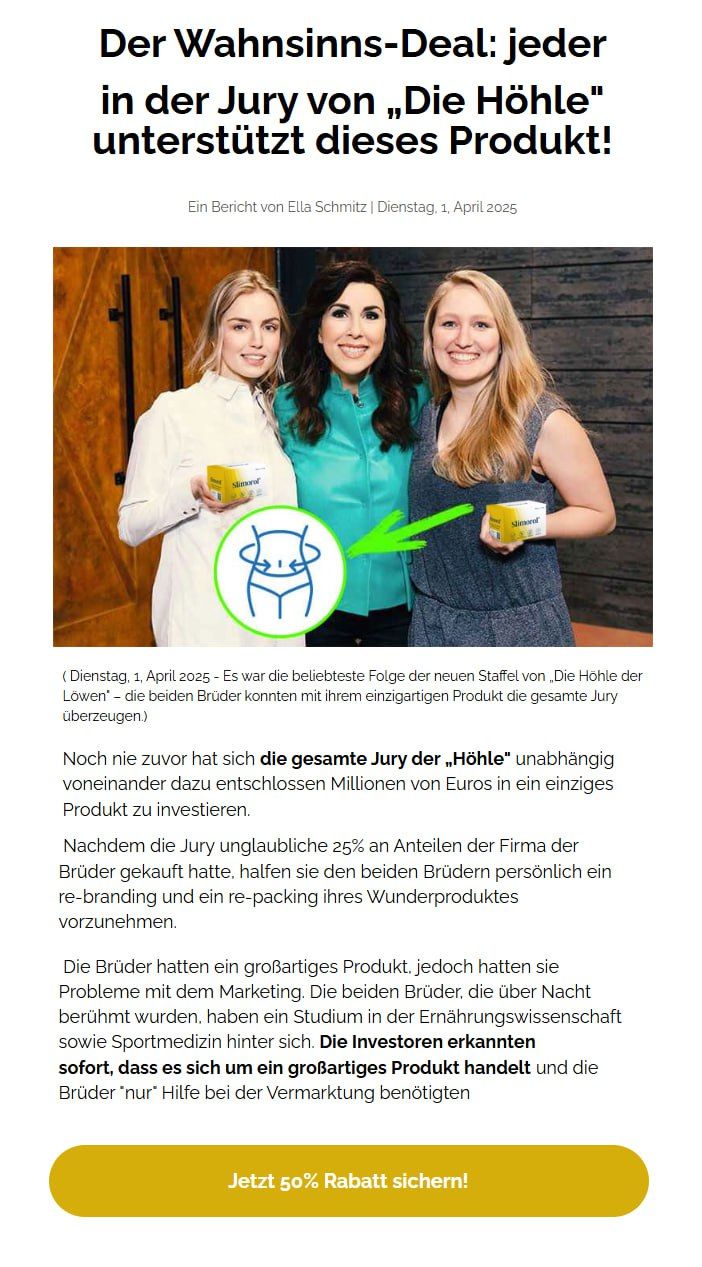 Der Wahnsinns-Deal: jeder
in der Jury von „Die Höhle"
unterstützt dieses Produkt!
Ein Bericht von Ella Schmitz | Dienstag, 1, April 2025
Slimorol
Slimorol
( Dienstag, 1, April 2025 - Es war die beliebteste Folge der neuen Staffel von „Die Höhle der
Löwen" – die beiden Brüder konnten mit ihrem einzigartigen Produkt die gesamte Jury
überzeugen.)
Noch nie zuvor hat sich die gesamte Jury der „Höhle" unabhängig
voneinander dazu entschlossen Millionen von Euros in ein einziges
Produkt zu investieren.
Nachdem die Jury unglaubliche 25% an Anteilen der Firma der
Brüder gekauft hatte, halfen sie den beiden Brüdern persönlich ein
re-branding und ein re-packing ihres Wunderproduktes
vorzunehmen.
Die Brüder hatten ein großartiges Produkt, jedoch hatten sie
Probleme mit dem Marketing. Die beiden Brüder, die über Nacht
berühmt wurden, haben ein Studium in der Ernährungswissenschaft
sowie Sportmedizin hinter sich. Die Investoren erkannten
sofort, dass es sich um ein großartiges Produkt handelt und die
Brüder "nur" Hilfe bei der Vermarktung benötigten
Jetzt 50% Rabatt sichern!